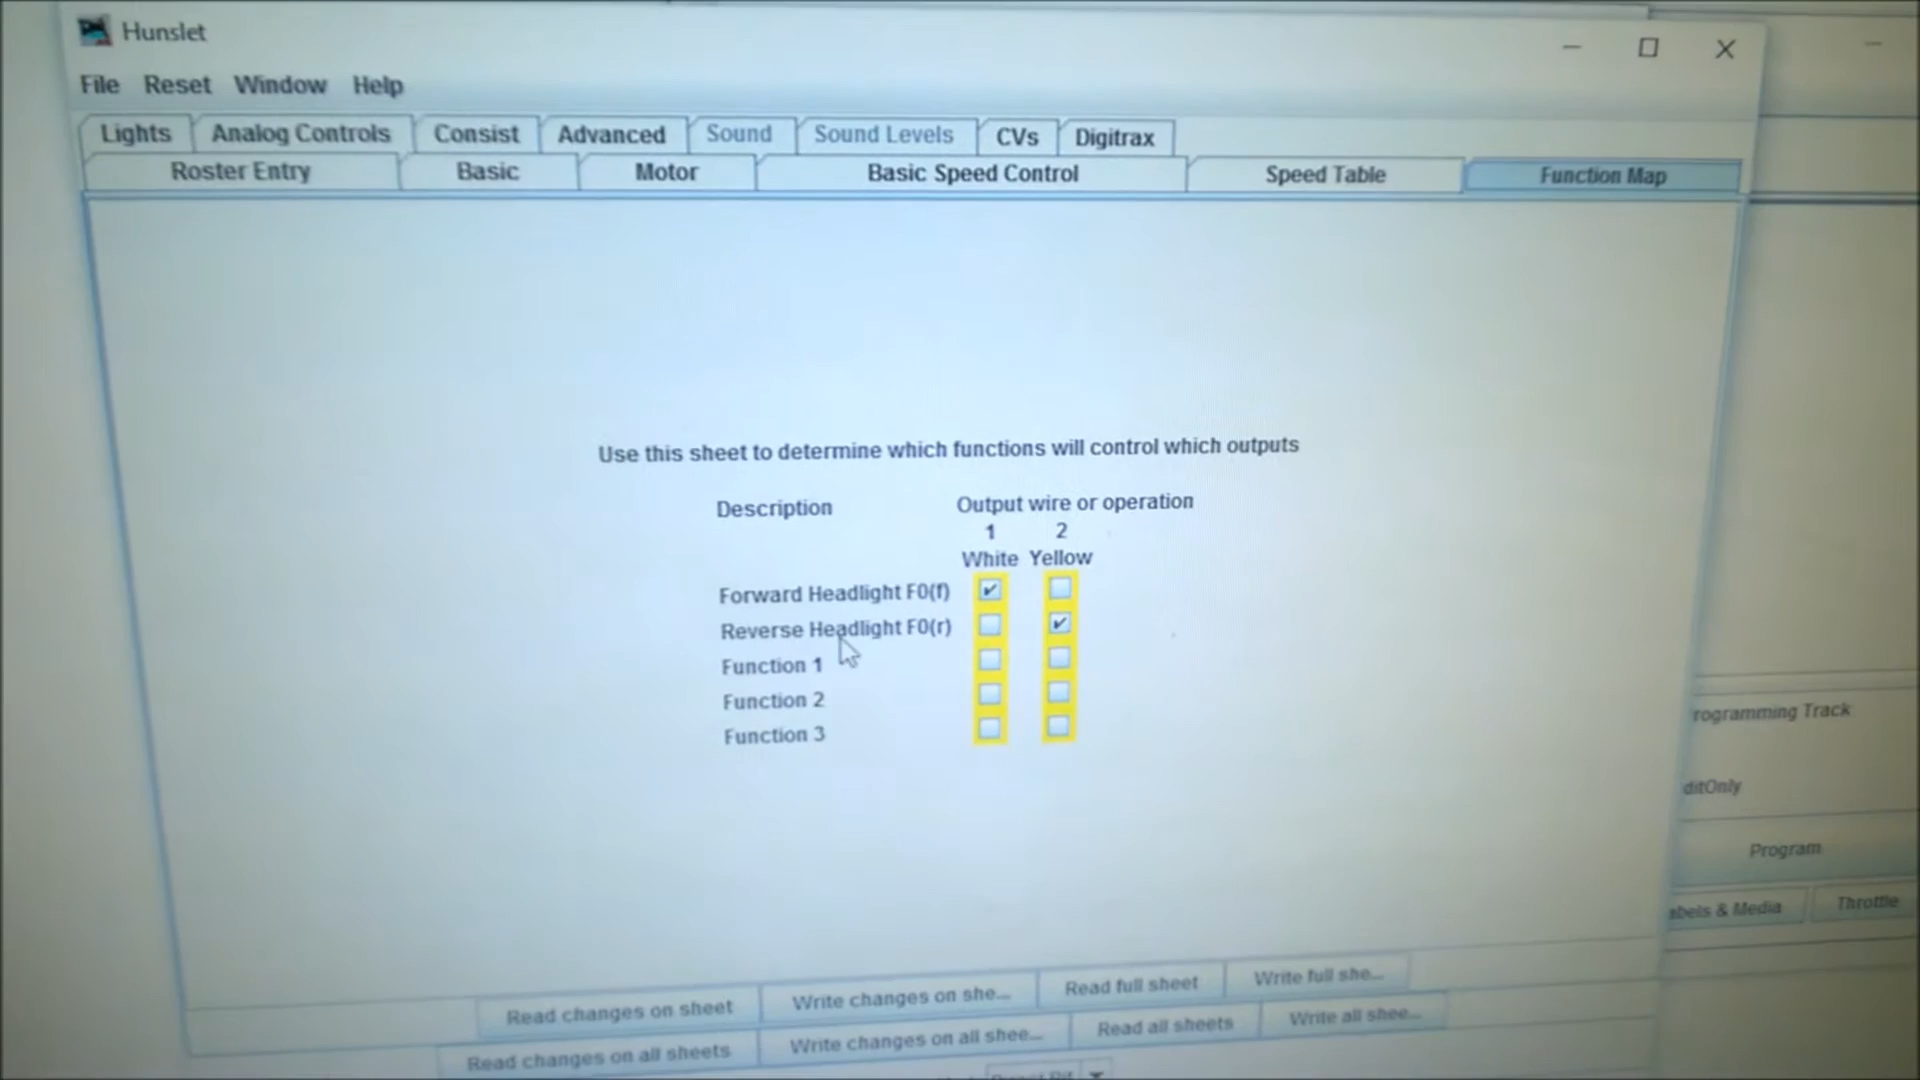 Hunslet
File Reset Window Help
Lights Analog Controls Consist Advanced Sound Sound Levels CVs Digitrax
Roster Entry Basic Motor Basic Speed Control Speed Table Function Map
Use this sheet to determine which functions will control which outputs
Description Output wire or operation
1 2
White Yellow
Forward Headlight F0(f)
Reverse Headlight F0(r)
Function 1
Function 2
Function 3
Read changes on sheet Write changes on she... Read full sheet Write full she...
Read changes on all sheets Write changes on all shee... Read all sheets Write all shee...
rogramming Track
ditOnly
Program
abels & Media Throttle